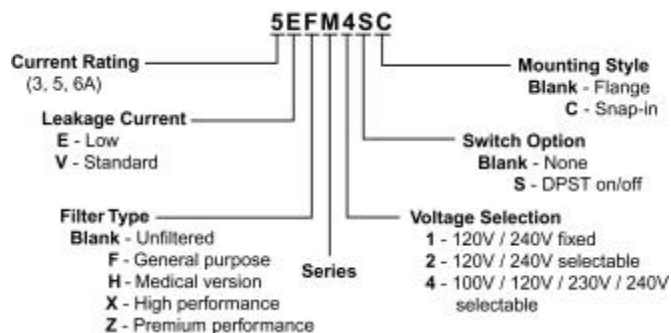 5EFM4SC
Current Rating
(3, 5, 6A)
Leakage Current
E - Low
V - Standard
Filter Type
Blank - Unfiltered
F - General purpose
H - Medical version
X - High performance
Z - Premium performance
Series
Mounting Style
Blank - Flange
C - Snap-in
Switch Option
Blank - None
S - DPST on/off
Voltage Selection
1 - 120V / 240V fixed
2 - 120V / 240V selectable
4 - 100V / 120V / 230V / 240V
selectable